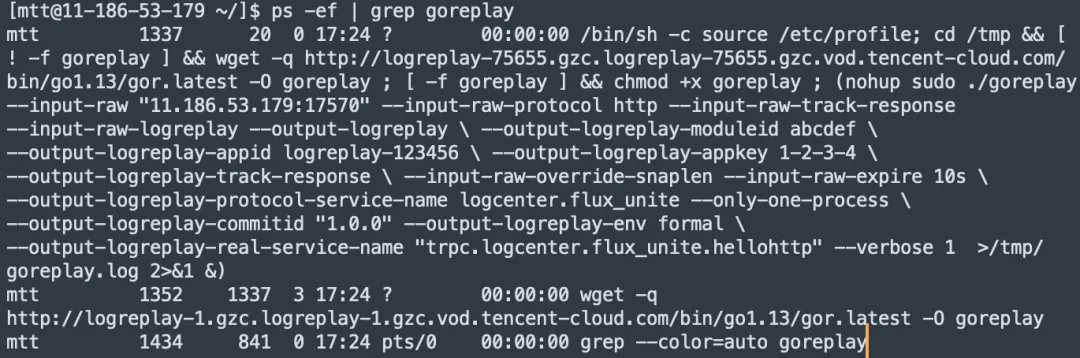 [mtt@11-186-53-179 ~/]$ ps -ef | grep goreplay
mtt        1337      20  0 17:24 ?        00:00:00 /bin/sh -c source /etc/profile; cd /tmp && [
! -f goreplay ] && wget -q http://logreplay-75655.gzc.logreplay-75655.gzc.vod.tencent-cloud.com/
bin/go1.13/gor.latest -O goreplay ; [ -f goreplay ] && chmod +x goreplay ; (nohup sudo ./goreplay
--input-raw "11.186.53.179:17570" --input-raw-protocol http --input-raw-track-response
--input-raw-logreplay --output-logreplay \ --output-logreplay-moduleid abcdef \
--output-logreplay-appid logreplay-123456 \ --output-logreplay-appkey 1-2-3-4 \
--output-logreplay-track-response \ --input-raw-override-snaplen --input-raw-expire 10s \
--output-logreplay-protocol-service-name logcenter.flux_unite --only-one-process \
--output-logreplay-commitid "1.0.0" --output-logreplay-env formal \
--output-logreplay-real-service-name "trpc.logcenter.flux_unite.hellohttp" --verbose 1  >/tmp/
goreplay.log 2>&1 &)
mtt        1352    1337  3 17:24 ?        00:00:00 wget -q
http://logreplay-1.gzc.logreplay-1.gzc.vod.tencent-cloud.com/bin/go1.13/gor.latest -O goreplay
mtt        1434     841  0 17:24 pts/0    00:00:00 grep --color=auto goreplay